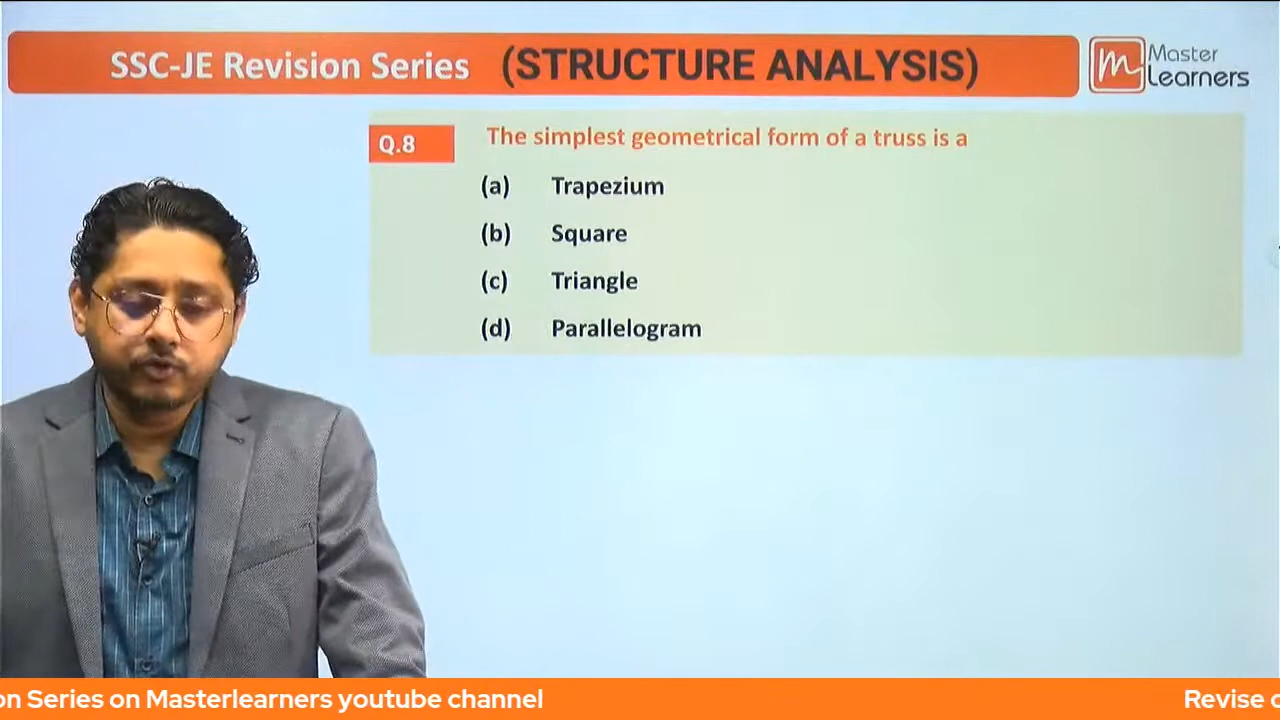 SSC-JE Revision Series (STRUCTURE ANALYSIS)
m Master Learners
Q.8 The simplest geometrical form of a truss is a
(a) Trapezium
(b) Square
(c) Triangle
(d) Parallelogram
on Series on Masterlearners youtube channel
Revise